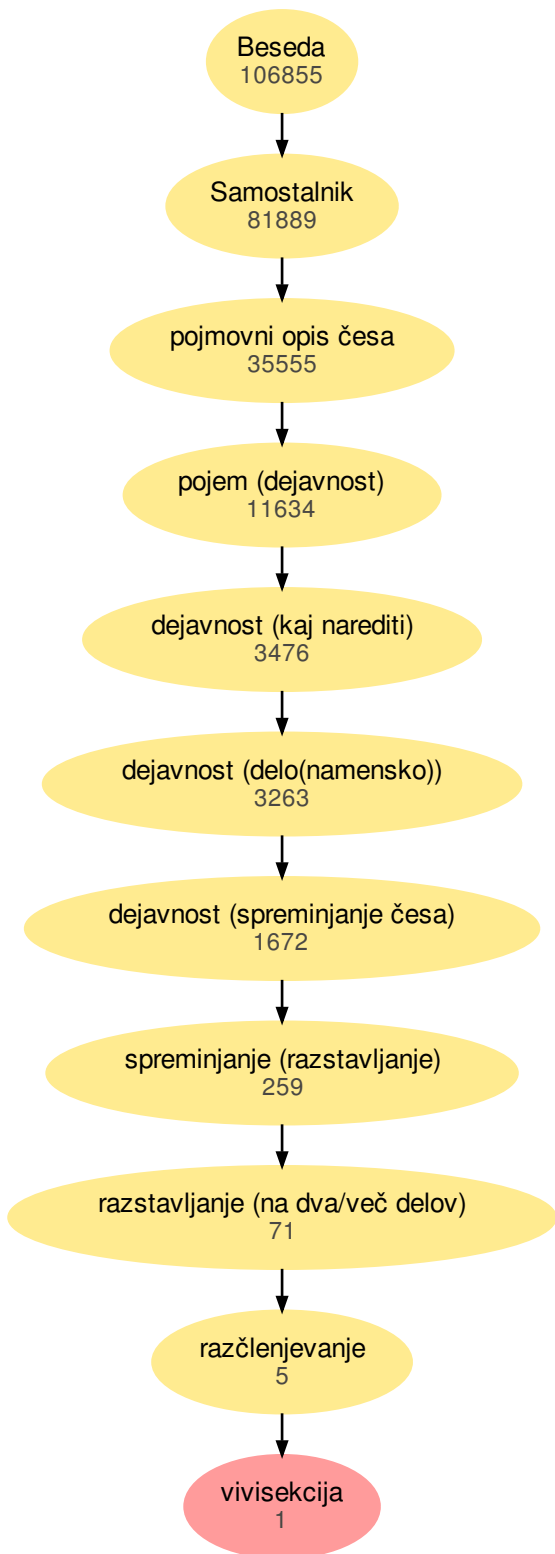 Beseda
106855
Samostalnik
81889
pojmovni opis česa
35555
pojem (dejavnost)
11634
dejavnost (kaj narediti)
3476
dejavnost (delo(namensko))
3263
dejavnost (spreminjanje česa)
1672
spreminjanje (razstavljanje)
259
razstavljanje (na dva/več delov)
71
razčlenjevanje
5
vivisekcija
1